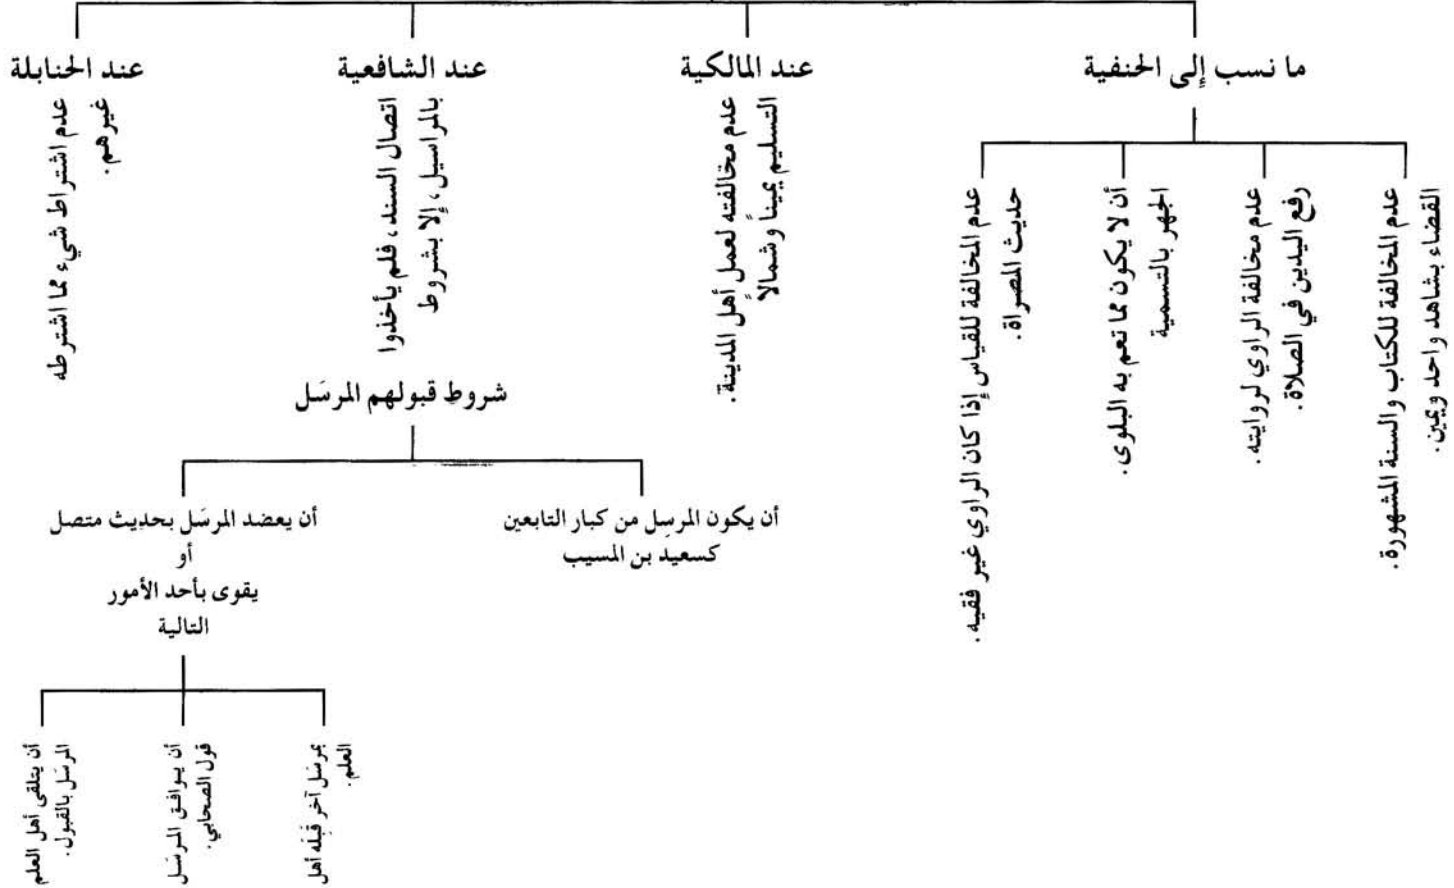 ما نسب إلى الحنفية
عدم المخالفة للكتاب والسنة المشهورة.
القضاء بشاهد واحد ويمين.
عدم مخالفة الراوي لروايته.
رفع اليدين في الصلاة.
أن لا يكون مما تعم به البلوى.
الجهر بالتسمية
عدم المخالفة للقياس إذا كان الراوي غير فقيه.
حديث المصراة.
عند المالكية
عدم مخالفته لعمل أهل المدينة.
التسليم يميناً وشمالاً
عند الشافعية
اتصال السند، فلم يأخذوا
بالمراسيل، إلا بشروط
شروط قبولهم المرسَل
أن يكون المرسِل من كبار التابعين
كسعيد بن المسيب
أن يعضد المرسَل بحديث متصل
أو
يقوى بأحد الأمور
التالية
بمرسَل آخر قَبِلَه أهل
العلم.
أن يوافق المرسَل
قول الصحابي.
أن يتلقى أهل العلم
المرسَل بالقبول.
عند الحنابلة
عدم اشتراط شيء مما اشترطه
غيرهم.